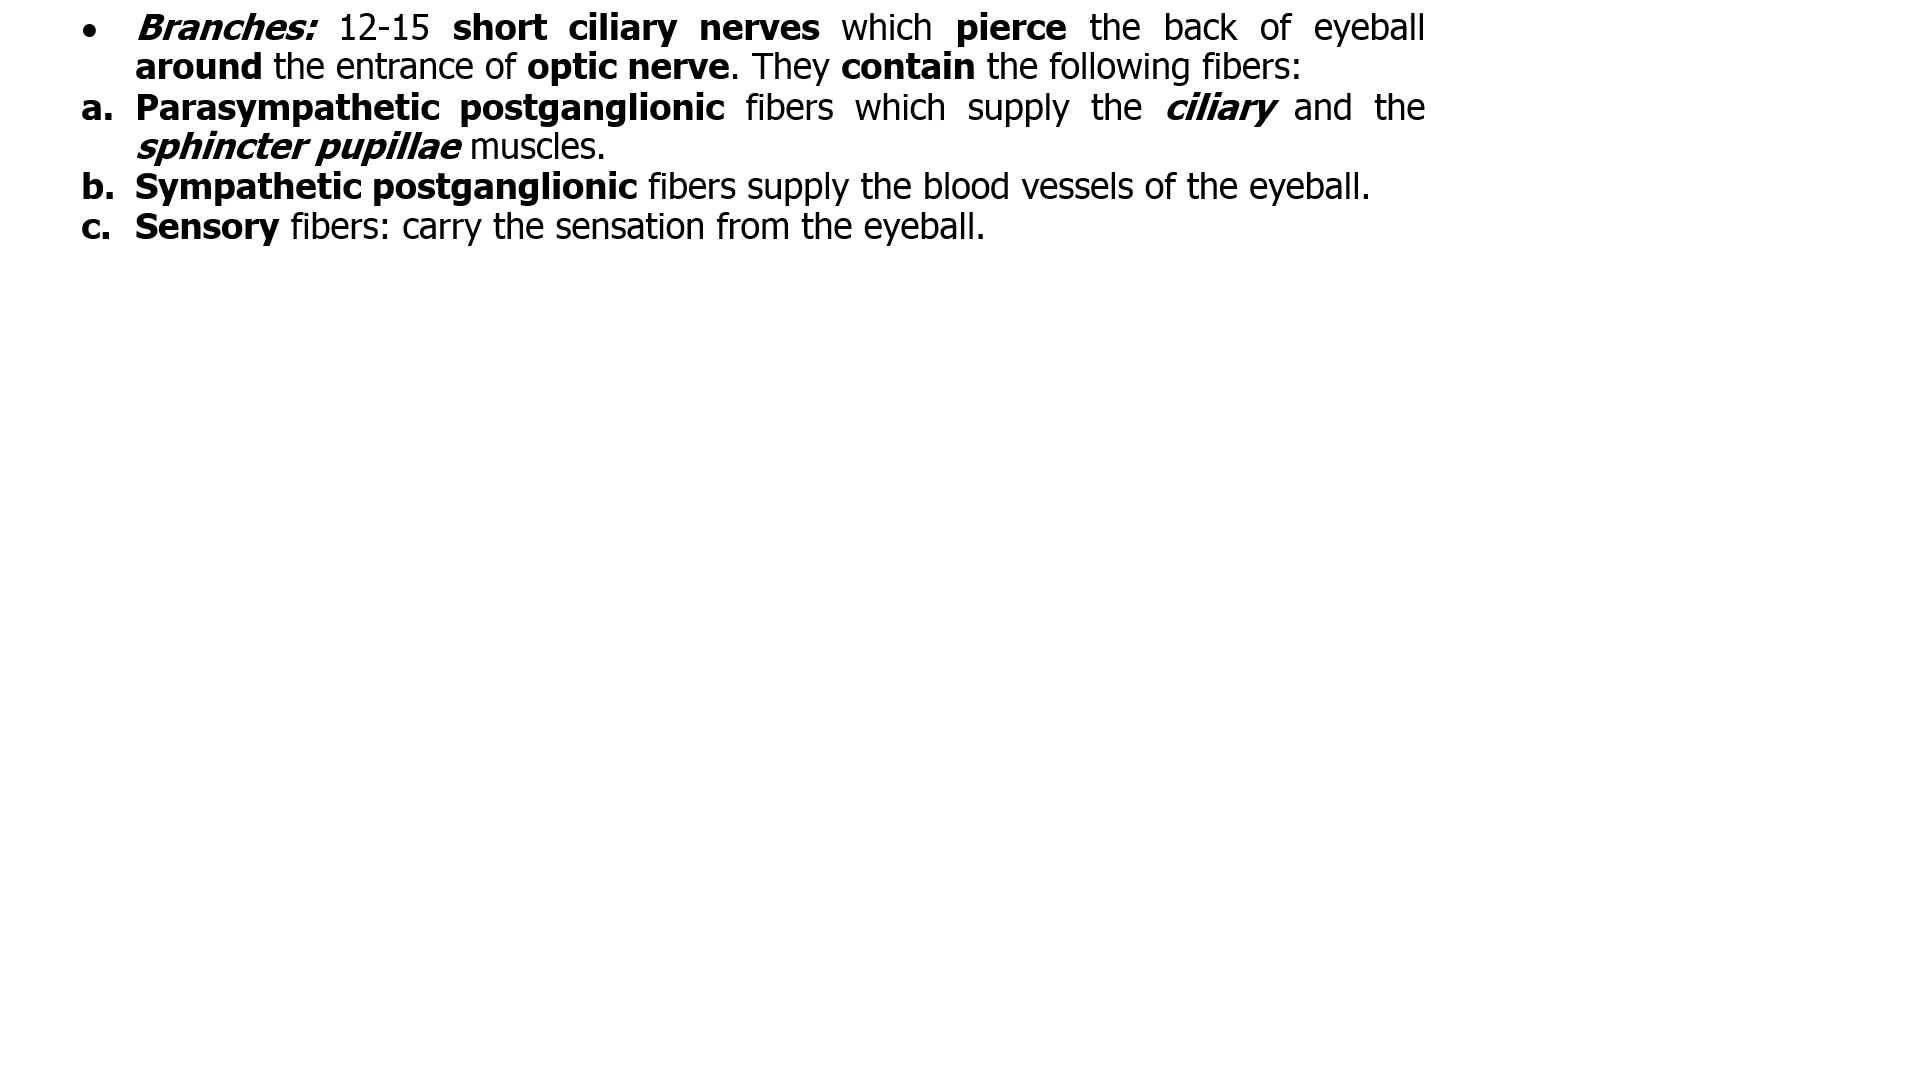 • Branches: 12-15 short ciliary nerves which pierce the back of eyeball
around the entrance of optic nerve. They contain the following fibers:
a. Parasympathetic postganglionic fibers which supply the ciliary and the
sphincter pupillae muscles.
b. Sympathetic postganglionic fibers supply the blood vessels of the eyeball.
c. Sensory fibers: carry the sensation from the eyeball.